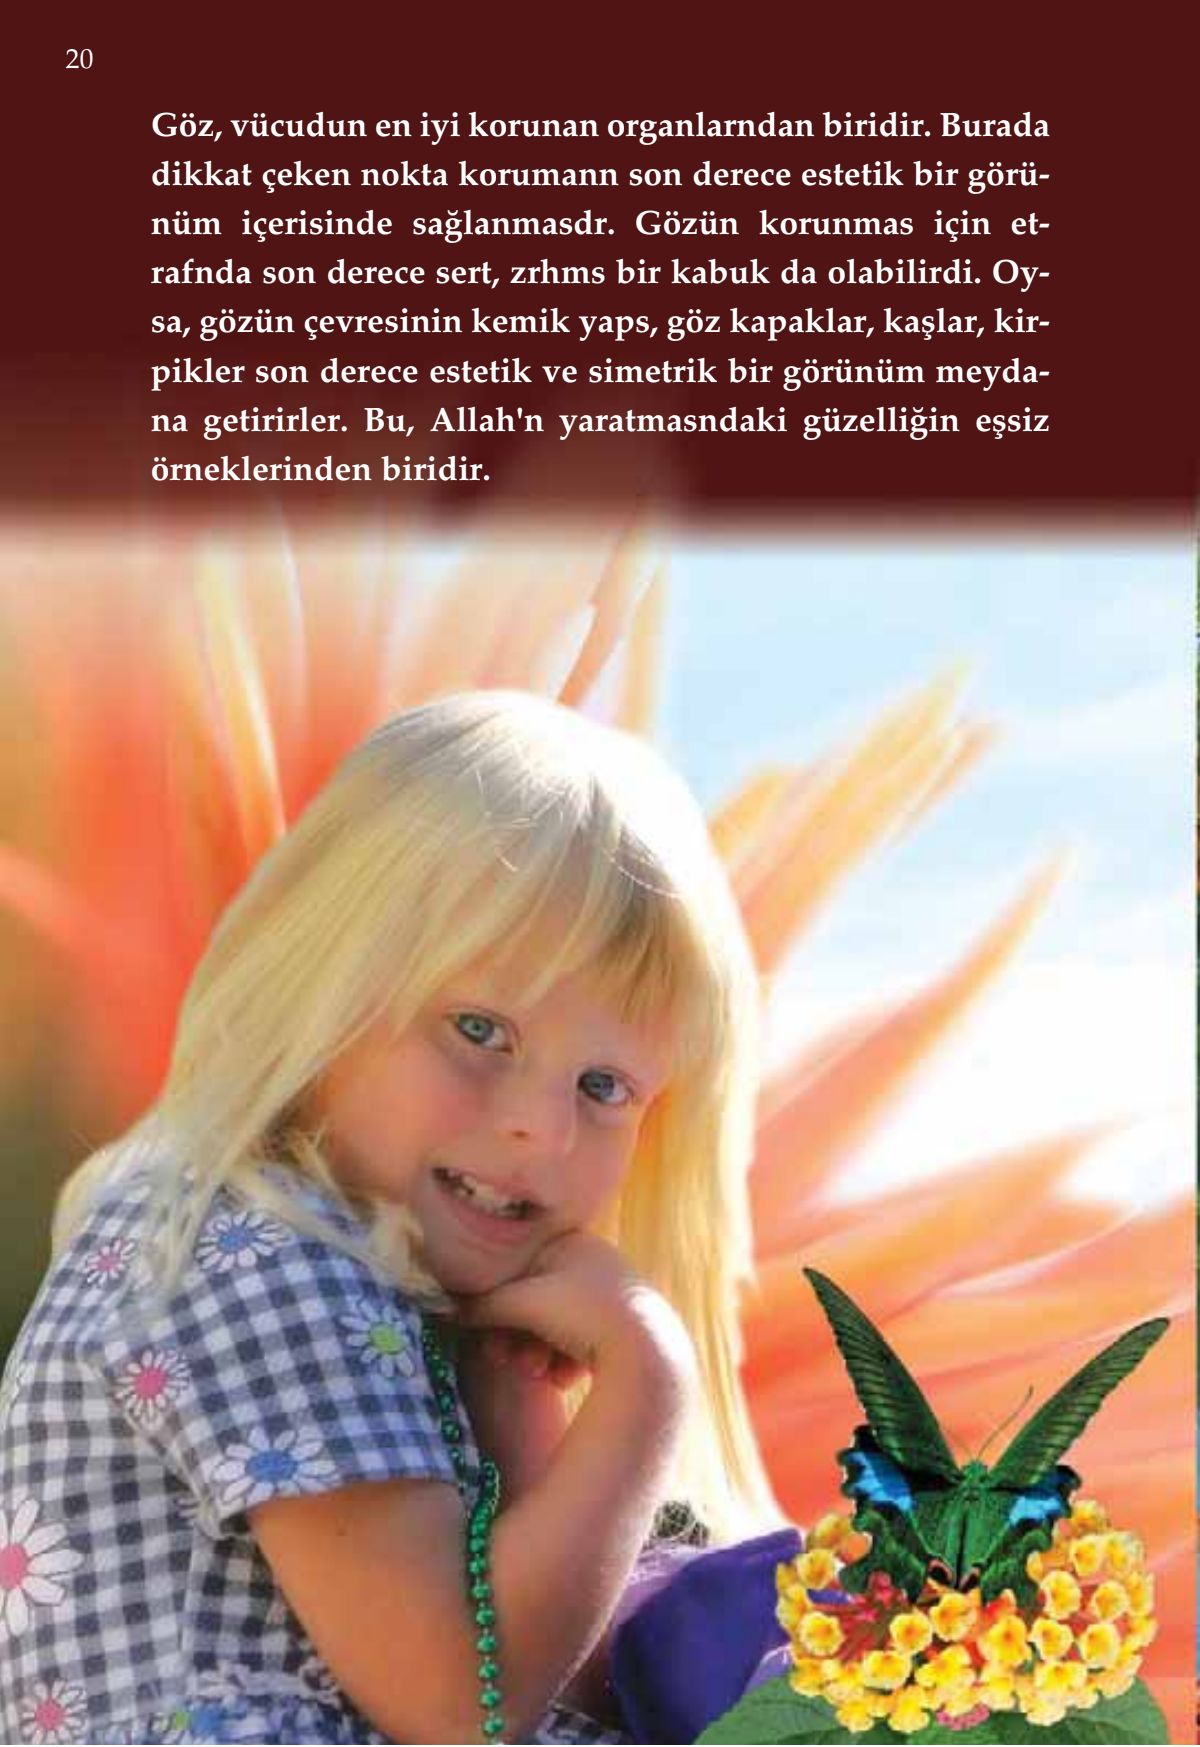 20
Göz, vücudun en iyi korunan organlarndan biridir. Burada
dikkat çeken nokta korumann son derece estetik bir görü-
nüm içerisinde sağlanmasdr. Gözün korunmas için et-
rafnda son derece sert, zrhms bir kabuk da olabilirdi. Oy-
sa, gözün çevresinin kemik yaps, göz kapaklar, kaşlar, kir-
pikler son derece estetik ve simetrik bir görünüm meyda-
na getirirler. Bu, Allah'n yaratmasndaki güzelliğin eşsiz
örneklerinden biridir.